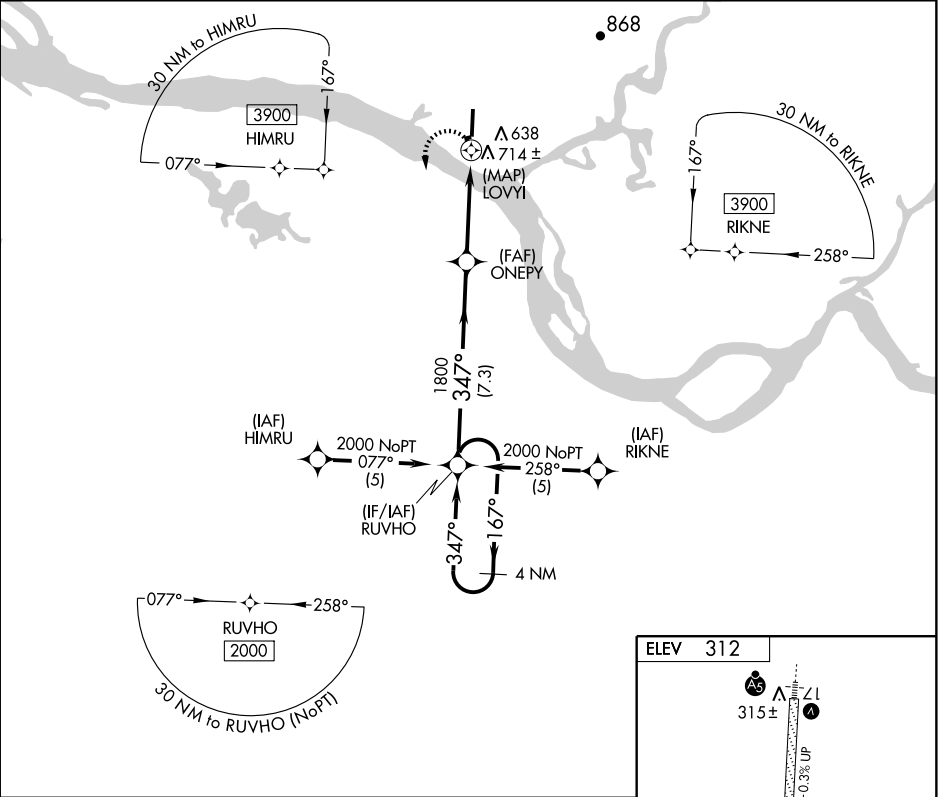 868
30 NM to HIMRU
167°
3900
HIMRU
077°
638
714 ±
(MAP)
LOVYI
30 NM to RIKNE
167°
3900
RIKNE
258°
(FAF)
ONEPY
1800
347°
(7.3)
(IAF)
HIMRU
2000 NoPT
077°
(5)
2000 NoPT
258°
(5)
(IAF)
RIKNE
(IF/IAF)
RUVHO
347°
167°
4 NM
077°
258°
RUVHO
2000
30 NM to RUVHO (NoPT)
ELEV 312
A5
315 ±
17
V
0.3% UP